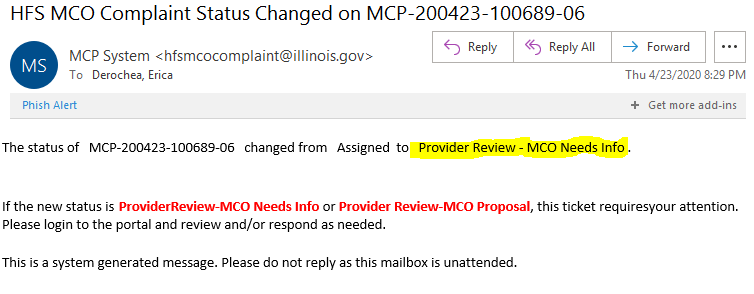 HFS MCO Complaint Status Changed on MCP-200423-100689-06
MS
MCP System <hfsmcocomplaint@illinois.gov>
To Derochea, Erica
Reply
Reply All
Forward
...
Thu 4/23/2020 8:29 PM
Phish Alert
+ Get more add-ins
The status of MCP-200423-100689-06 changed from Assigned to Provider Review - MCO Needs Info.
If the new status is ProviderReview-MCO Needs Info or Provider Review-MCO Proposal, this ticket requiresyour attention.
Please login to the portal and review and/or respond as needed.
This is a system generated message. Please do not reply as this mailbox is unattended.